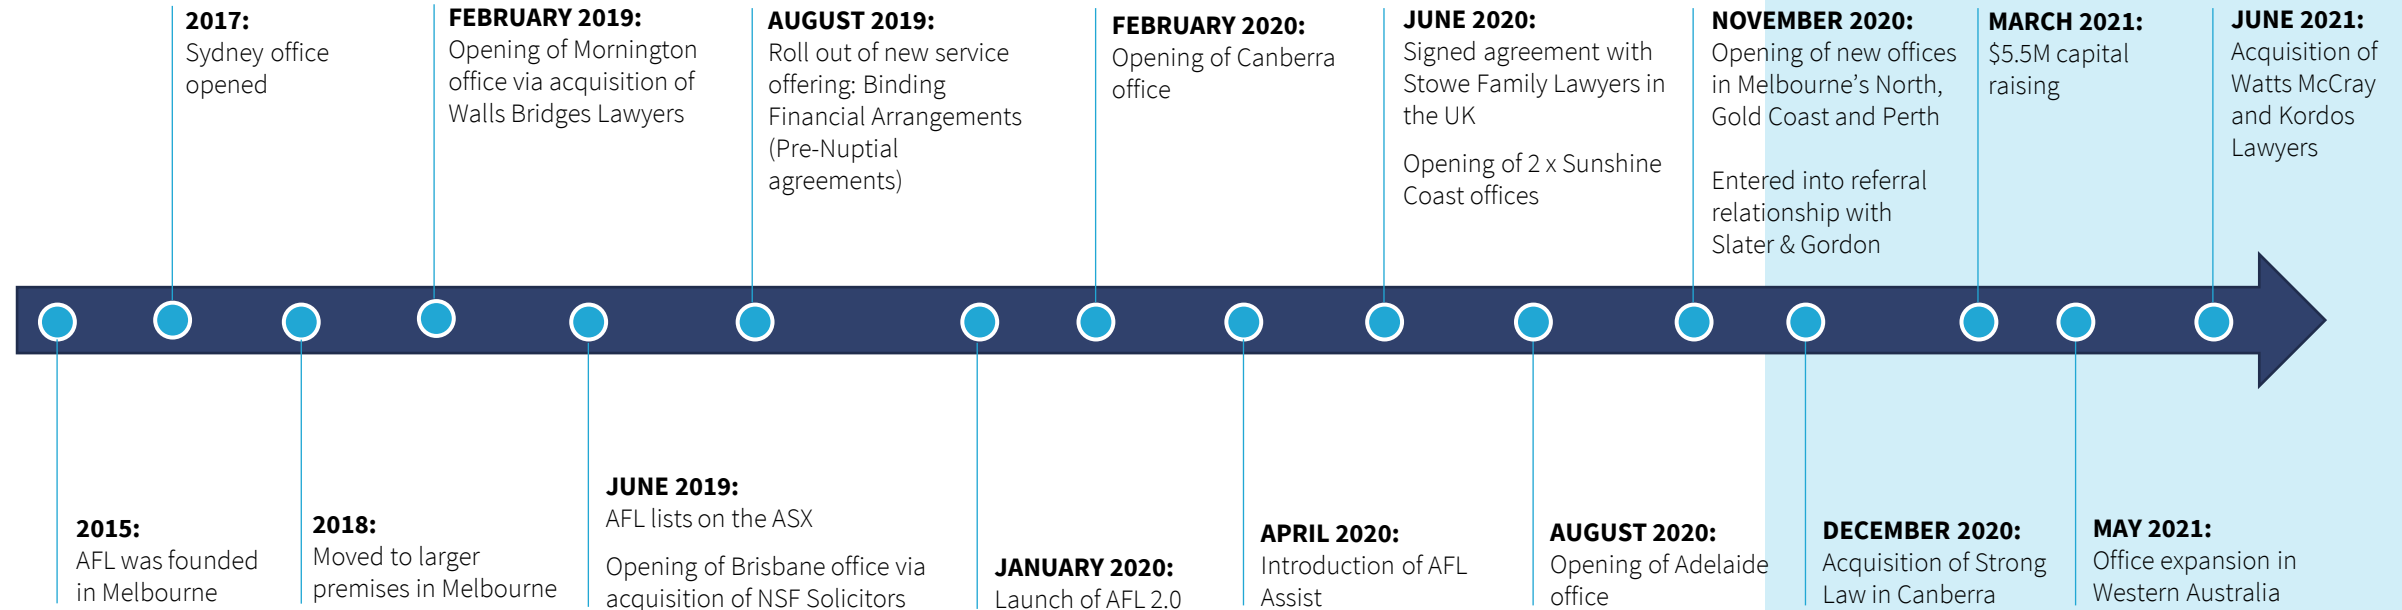 2017:
Sydney office
opened
FEBRUARY 2019:
Opening of Mornington
office via acquisition of
Walls Bridges Lawyers
AUGUST 2019:
Roll out of new service
offering: Binding
Financial Arrangements
(Pre-Nuptial
agreements)
FEBRUARY 2020:
Opening of Canberra
office
JUNE 2020:
Signed agreement with
Stowe Family Lawyers in
the UK
Opening of 2 x Sunshine
Coast offices
NOVEMBER 2020:
Opening of new offices
in Melbourne’s North,
Gold Coast and Perth
Entered into referral
relationship with
Slater & Gordon
MARCH 2021:
$5.5M capital
raising
JUNE 2021:
Acquisition of
Watts McCray
and Kordos
Lawyers
2015:
AFL was founded
in Melbourne
2018:
Moved to larger
premises in Melbourne
JUNE 2019:
AFL lists on the ASX
Opening of Brisbane office via
acquisition of NSF Solicitors
JANUARY 2020:
Launch of AFL 2.0
APRIL 2020:
Introduction of AFL
Assist
AUGUST 2020:
Opening of Adelaide
office
DECEMBER 2020:
Acquisition of Strong
Law in Canberra
MAY 2021:
Office expansion in
Western Australia